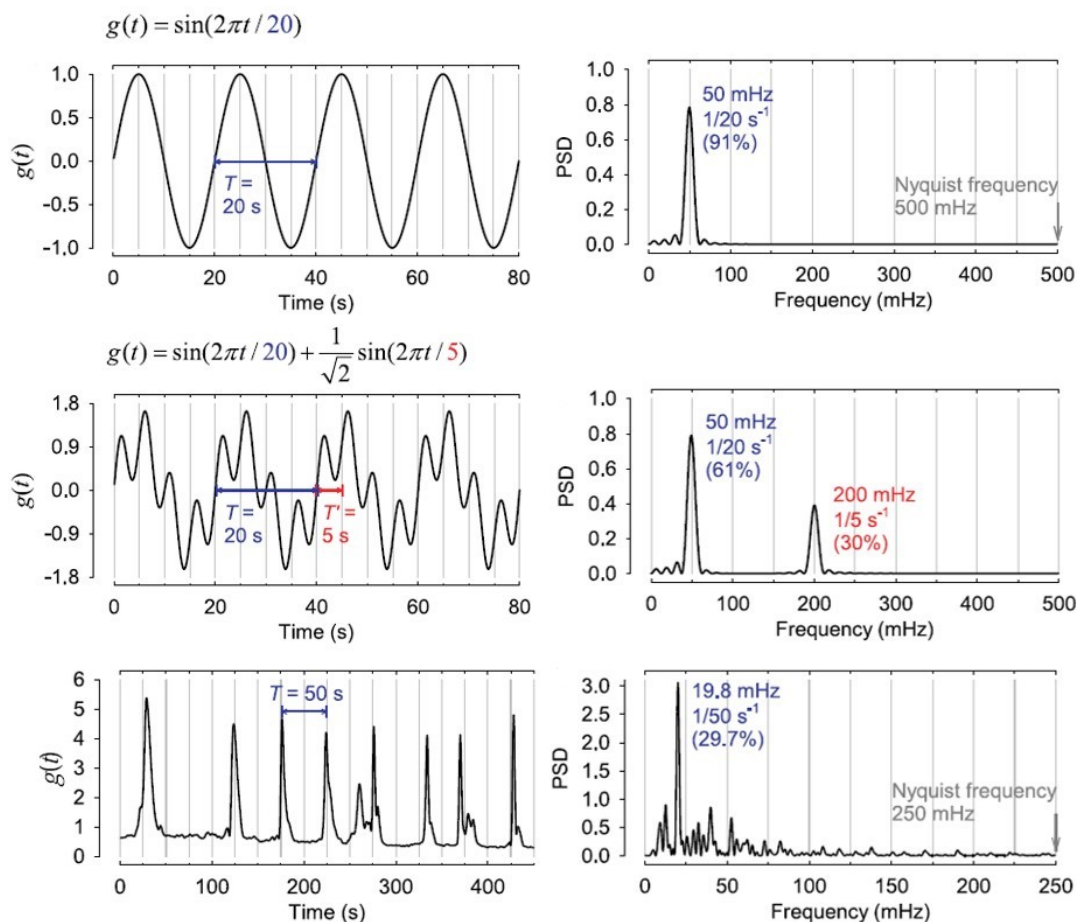 g(t) = sin(2πt / 20)
g(t)
1.0
0.5
0.0
-0.5
-1.0
T =
20 s
0 20 40 60 80
Time (s)
PSD
1.0
0.8
0.6
0.4
0.2
0.0
50 mHz
1/20 s⁻¹
(91%)
Nyquist frequency
500 mHz
0 100 200 300 400 500
Frequency (mHz)
g(t) = sin(2πt / 20) + 1/√2 sin(2πt / 5)
g(t)
1.8
0.9
0.0
-0.9
-1.8
T =
20 s
T' =
5 s
0 20 40 60 80
Time (s)
PSD
1.0
0.8
0.6
0.4
0.2
0.0
50 mHz
1/20 s⁻¹
(61%)
200 mHz
1/5 s⁻¹
(30%)
0 100 200 300 400 500
Frequency (mHz)
g(t)
6
5
4
3
2
1
0
T = 50 s
0 100 200 300 400
Time (s)
PSD
3.0
2.5
2.0
1.5
1.0
0.5
0.0
19.8 mHz
1/50 s⁻¹
(29.7%)
Nyquist frequency
250 mHz
0 50 100 150 200 250
Frequency (mHz)